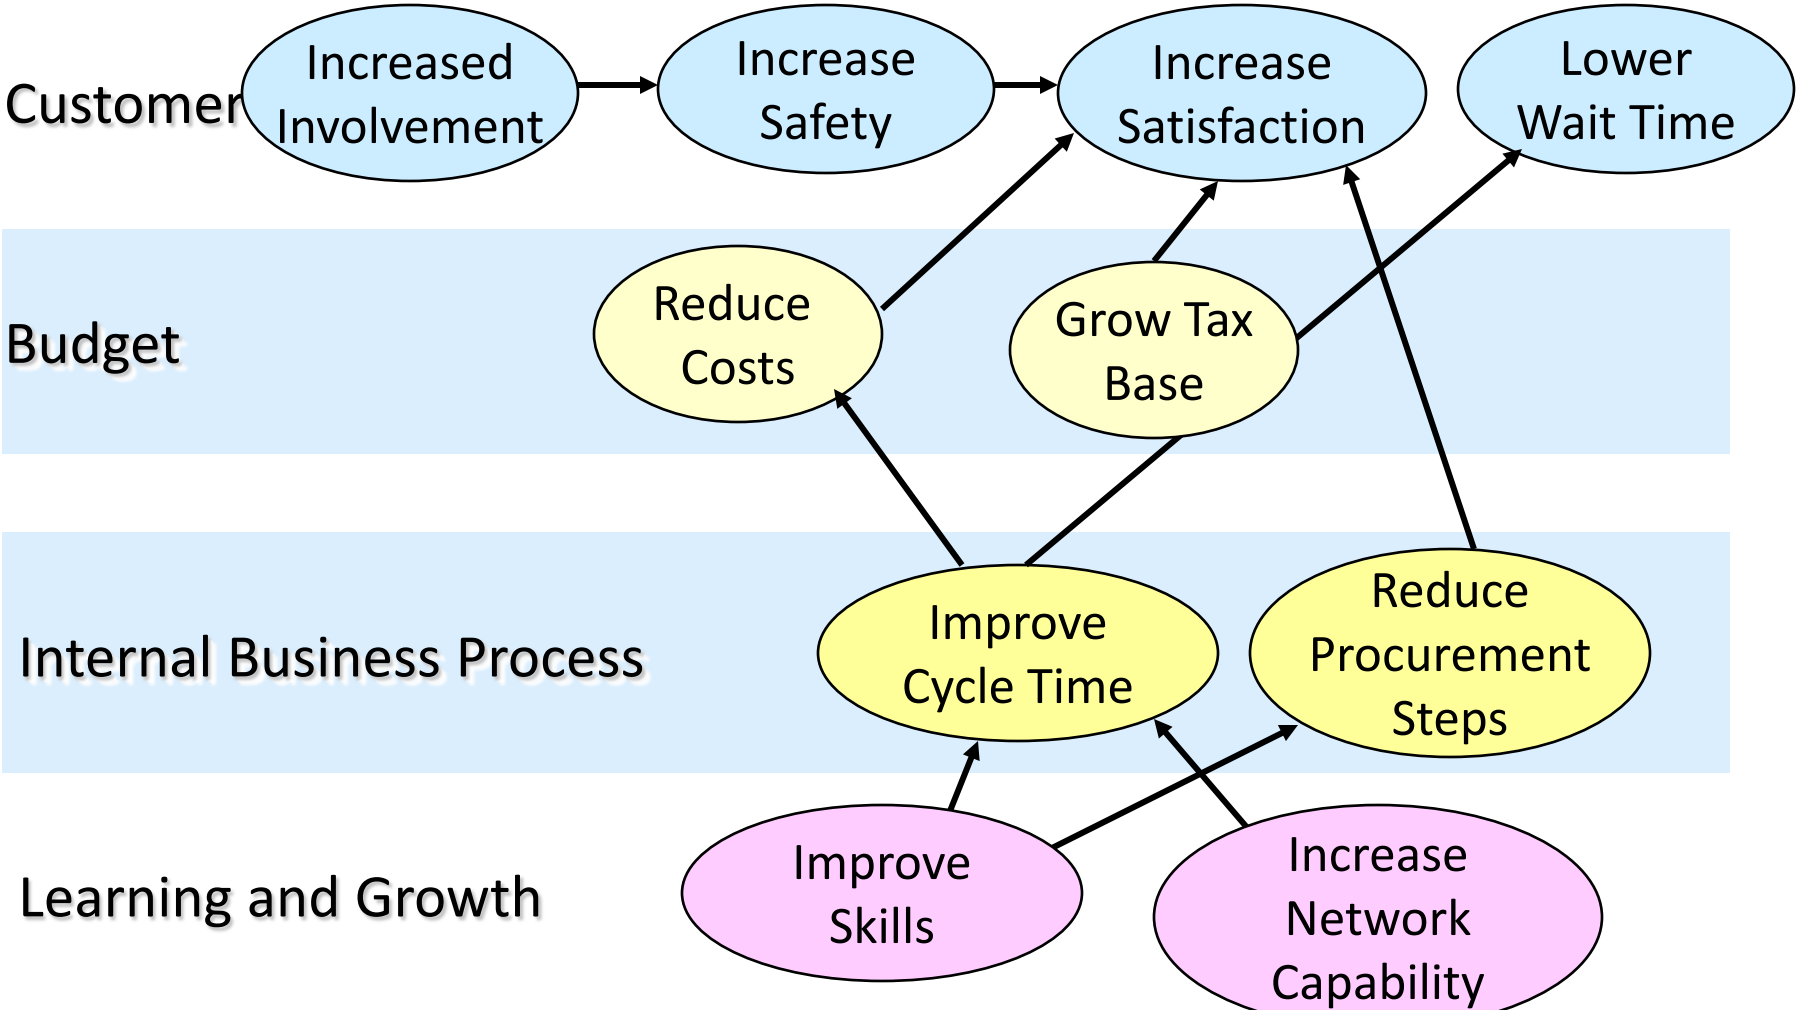 Customer
Increased
Involvement
Increase
Safety
Increase
Satisfaction
Lower
Wait Time
Budget
Reduce
Costs
Grow Tax
Base
Internal Business Process
Improve
Cycle Time
Reduce
Procurement
Steps
Learning and Growth
Improve
Skills
Increase
Network
Capability